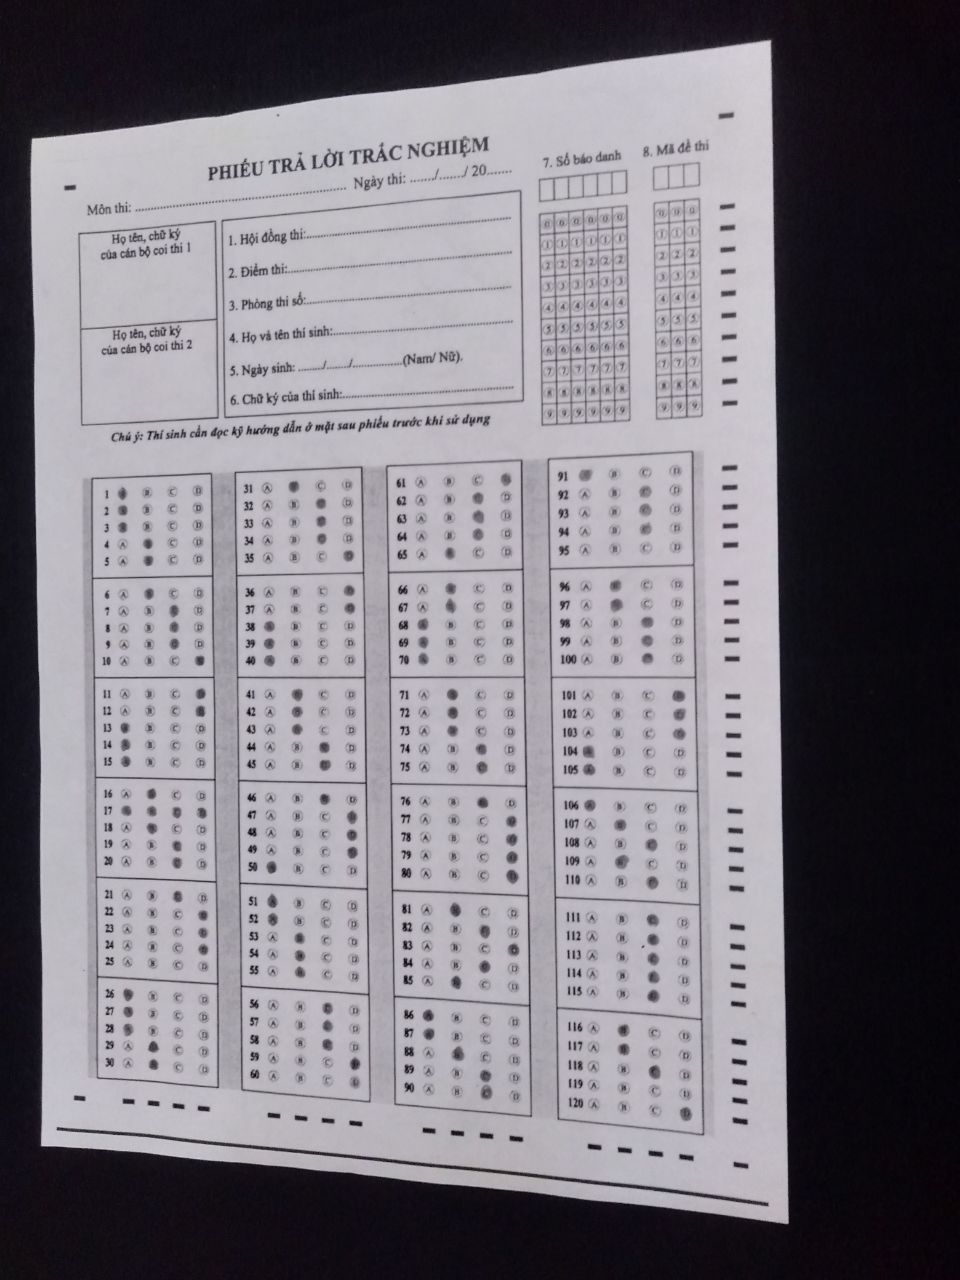 PHIẾU TRẢ LỜI TRẮC NGHIỆM
Môn thi: ........................................ Ngày thi: ......./......./ 20.......
7. Số báo danh
8. Mã đề thi
Họ tên, chữ ký
của cán bộ coi thi 1
Họ tên, chữ ký
của cán bộ coi thi 2
1. Hội đồng thi:........................................
2. Điểm thi:........................................
3. Phòng thi số:........................................
4. Họ và tên thí sinh:........................................
5. Ngày sinh: ......./......./...............(Nam/ Nữ).
6. Chữ ký của thí sinh:........................................
0 0 0 0 0 0 0 0 0
1 1 1 1 1 1 1 1 1
2 2 2 2 2 2 2 2 2
3 3 3 3 3 3 3 3 3
4 4 4 4 4 4 4 4 4
5 5 5 5 5 5 5 5 5
6 6 6 6 6 6 6 6 6
7 7 7 7 7 7 7 7 7
8 8 8 8 8 8 8 8 8
9 9 9 9 9 9 9 9 9
Chú ý: Thí sinh cần đọc kỹ hướng dẫn ở mặt sau phiếu trước khi sử dụng
1 B C D
2 B C D
3 B C D
4 A C D
5 A C D
6 A C D
7 A B D
8 A B D
9 A B D
10 A B C
11 A B C
12 A B C
13 B C D
14 B C D
15 B C D
16 A C D
17
18 A C D
19 A B D
20 A B D
21 A B D
22 A B C
23 A B C
24 A B C
25 A B C D
26 B C D
27 B C D
28 B C D
29 A C D
30 A C D
31 A C D
32 A B D
33 A B D
34 A B D
35 A B C
36 A B C
37 A B C
38 B C D
39 B C D
40 B C D
41 A C D
42 A C D
43 A C D
44 A B D
45 A B D
46 A B D
47 A B C
48 A B C
49 A B C
50 B C D
51 B C D
52 B C D
53 A C D
54 A C D
55 A C D
56 A B D
57 A B D
58 A B D
59 A B C
60 A B C
61 A B C
62 A B D
63 A B D
64 A B D
65 A C D
66 A C D
67 A C D
68 B C D
69 B C D
70 B C D
71 A C D
72 A C D
73 A C D
74 A B D
75 A B D
76 A B D
77 A B C
78 A B C
79 A B C
80 A B C
81 A C D
82 A B D
83 A B C
84 A B D
85 A C D
86 B C D
87 B C D
88 A C D
89 A B D
90 A B D
91 B C D
92 A B D
93 A B D
94 A B D
95 A B C D
96 A C D
97 A C D
98 A B D
99 A B D
100 A B D
101 A B C
102 A B C
103 A B C
104 B C D
105 B C D
106 B C D
107 A C D
108 A B D
109 A C D
110 A B D
111 A B D
112 A B D
113 A B D
114 A B D
115 A B D
116 A C D
117 A C D
118 A B D
119 A B C D
120 A B C